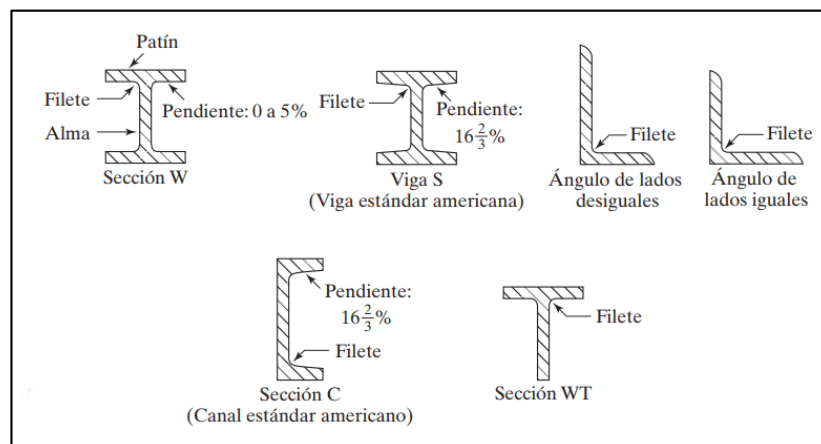 Patín
Filete
Pendiente: 0 a 5%
Alma
Sección W
Filete
Pendiente:
16 2/3%
Viga S
(Viga estándar americana)
Filete
Ángulo de lados
desiguales
Filete
Ángulo de
lados iguales
Pendiente:
16 2/3%
Filete
Sección C
(Canal estándar americano)
Filete
Sección WT